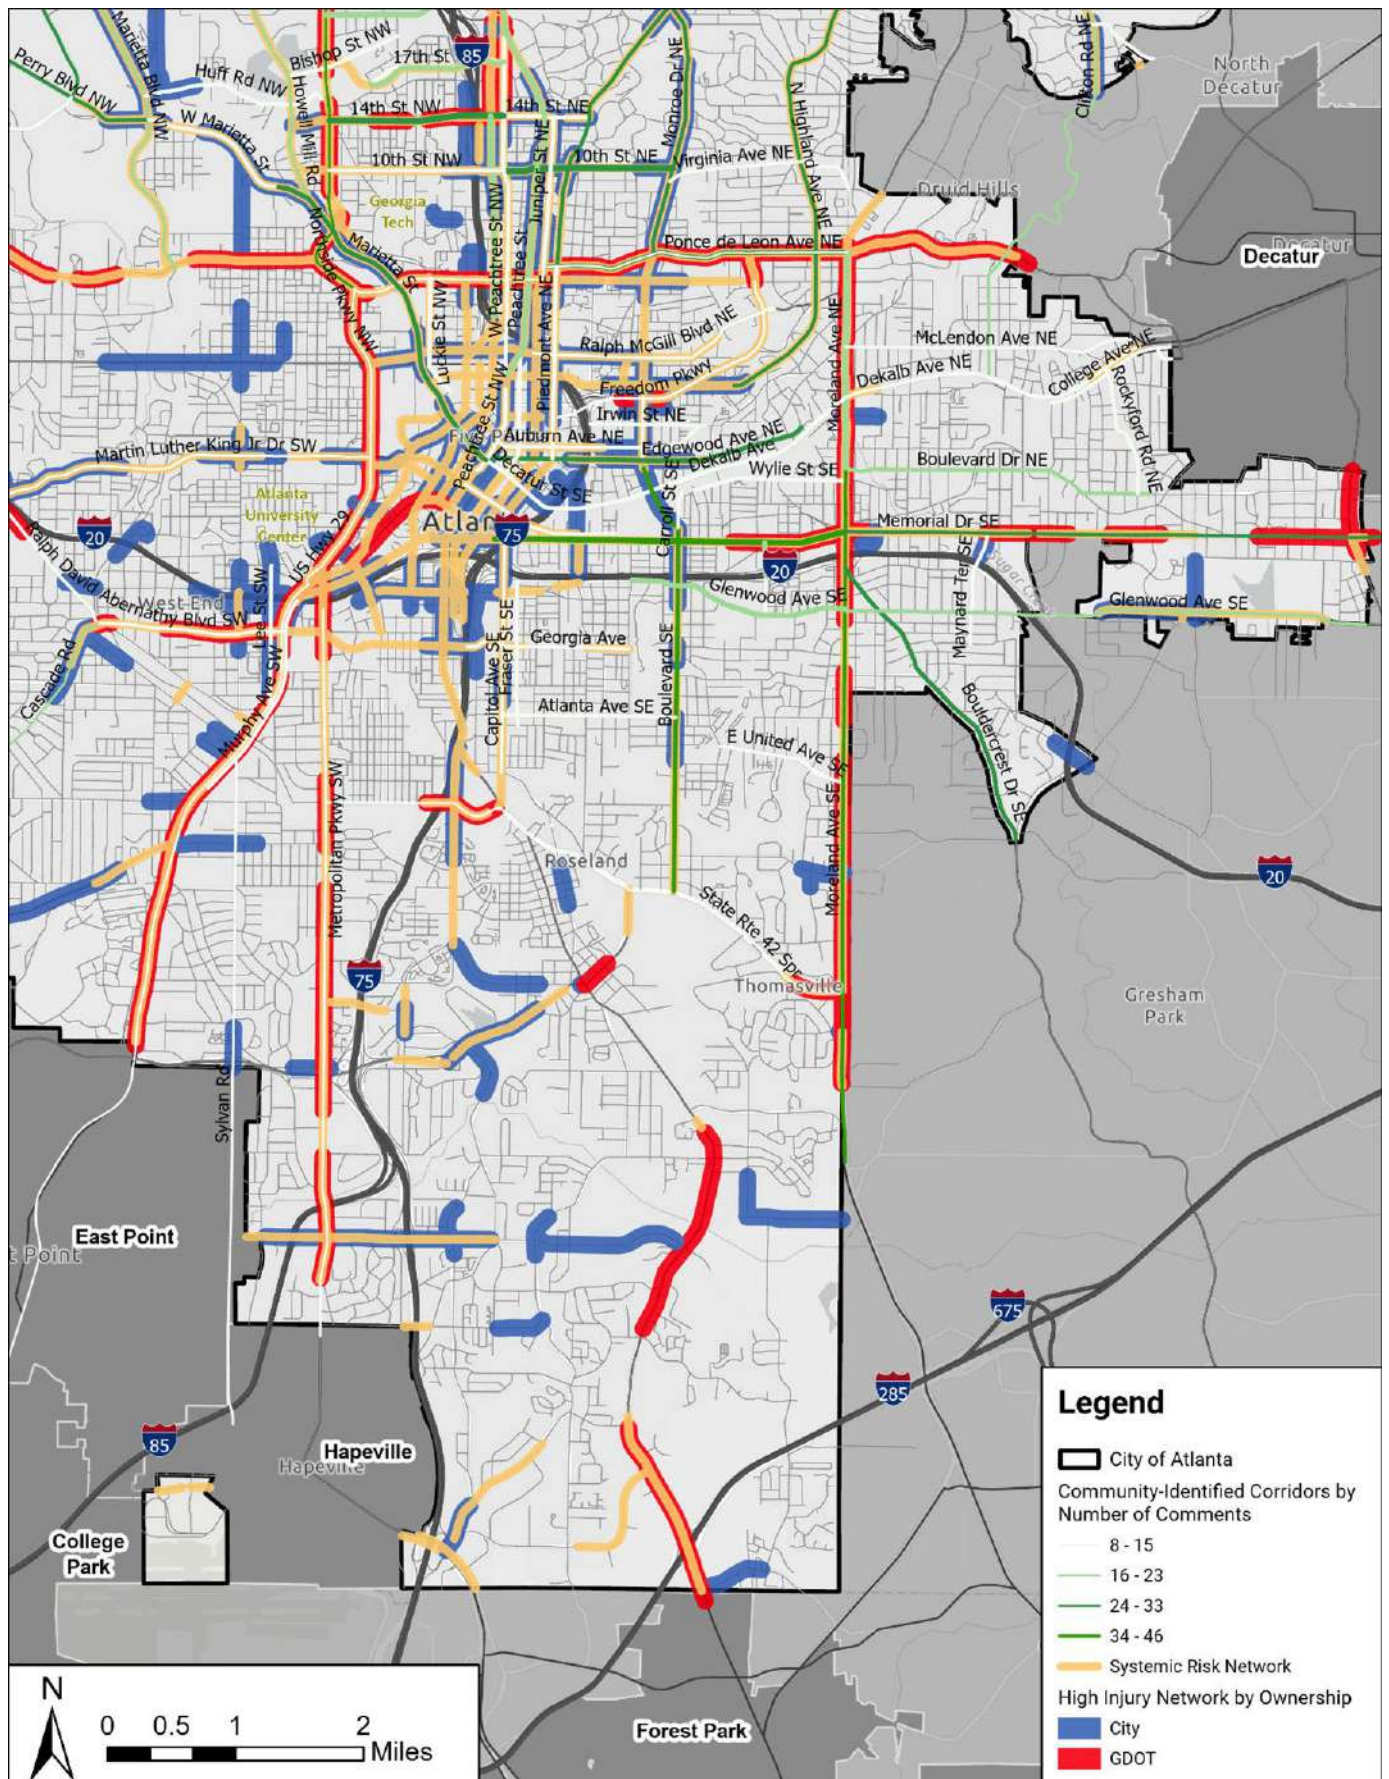 Marietta Blvd NW
Perry Blvd NW
Huff Rd NW
Bishop St NW
17th St
85
Clifton Rd NE
North
Decatur
Howell Mill Rd
14th St NW
14th St NE
Monroe Dr NE
N Highland Ave NE
W Marietta St
10th St NW
Juniper St NE
10th St NE
Virginia Ave NE
Druid Hills
Georgia
Tech
Northside Pkwy NW
Marietta St
W Peachtree St NW
Peachtree St
Ponce de Leon Ave NE
Decatur
Decatur
Luckie St NW
Piedmont Ave NE
Ralph McGill Blvd NE
Moreland Ave NE
McLendon Ave NE
College Ave NE
Freedom Pkwy
Dekalb Ave NE
Rockyford Rd NE
Irwin St NE
Peachtree St NW
Auburn Ave NE
Edgewood Ave NE
Dekalb Ave
Martin Luther King Jr Dr SW
Decatur St SE
Wylie St SE
Boulevard Dr NE
Atlanta
University
Center
US Hwy 29
Carroll St SE
Memorial Dr SE
20
75
20
Ralph David Abernathy Blvd SW
West End
Lee St SW
Glenwood Ave SE
Maynard Ter SE
Sugar Creek
Glenwood Ave SE
Cascade Rd
Georgia Ave
Capitol Ave SE
Fraser St SE
Boulevard SE
Atlanta Ave SE
Murphy Ave SW
Bouldercrest Dr SE
E United Ave SE
Metropolitan Pkwy SW
Moreland Ave SE
Roseland
20
State Rte 42 Spr
75
Thomasville
Gresham
Park
Sylvan Rd
East Point
t Point
675
285
85
Hapeville
Hapeville
College
Park
Forest Park
Legend
City of Atlanta
Community-Identified Corridors by
Number of Comments
8 - 15
16 - 23
24 - 33
34 - 46
Systemic Risk Network
High Injury Network by Ownership
City
GDOT
N
0 0.5 1 2
Miles